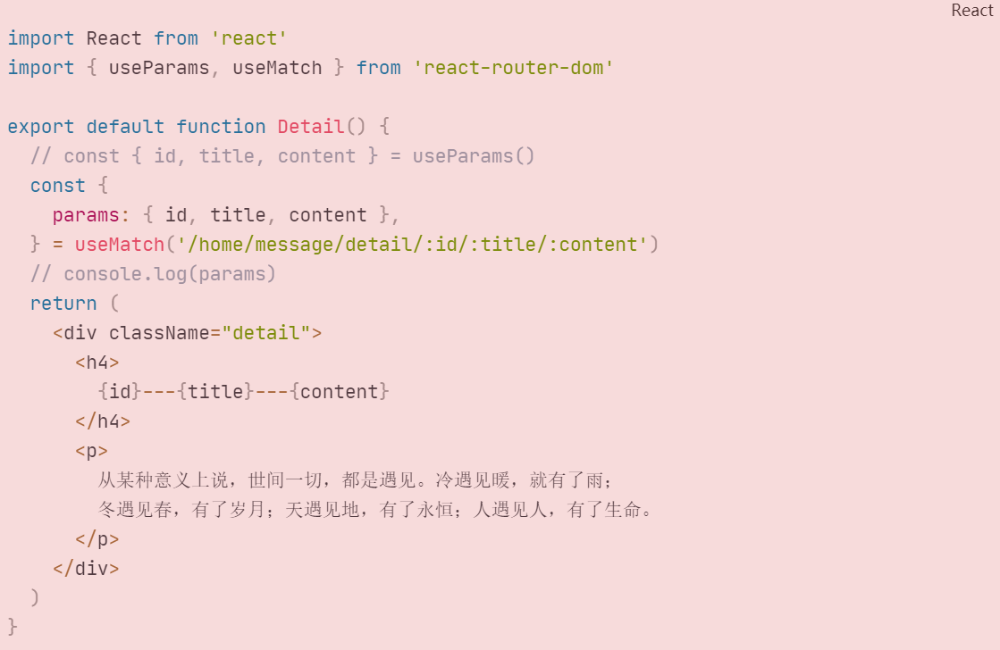 React
import React from 'react'
import { useParams, useMatch } from 'react-router-dom'

export default function Detail() {
  // const { id, title, content } = useParams()
  const {
    params: { id, title, content },
  } = useMatch('/home/message/detail/:id/:title/:content')
  // console.log(params)
  return (
    <div className="detail">
      <h4>
        {id}---{title}---{content}
      </h4>
      <p>
        从某种意义上说，世间一切，都是遇见。冷遇见暖，就有了雨；
        冬遇见春，有了岁月；天遇见地，有了永恒；人遇见人，有了生命。
      </p>
    </div>
  )
}